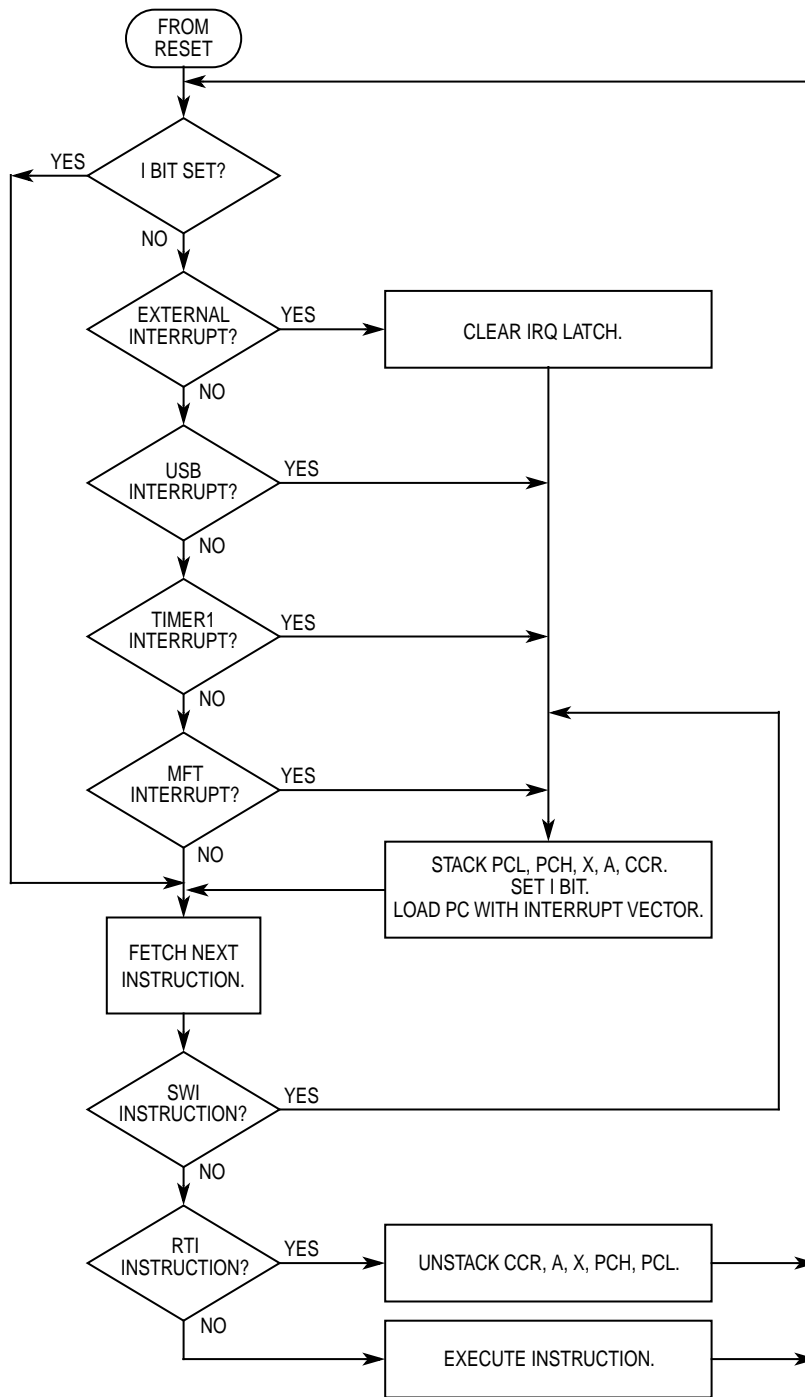 FROM
RESET
YES
I BIT SET?
NO
EXTERNAL
INTERRUPT?
YES
CLEAR IRQ LATCH.
NO
USB
INTERRUPT?
YES
NO
TIMER1
INTERRUPT?
YES
NO
MFT
INTERRUPT?
YES
NO
STACK PCL, PCH, X, A, CCR.
SET I BIT.
LOAD PC WITH INTERRUPT VECTOR.
FETCH NEXT
INSTRUCTION.
SWI
INSTRUCTION?
YES
NO
RTI
INSTRUCTION?
YES
UNSTACK CCR, A, X, PCH, PCL.
NO
EXECUTE INSTRUCTION.